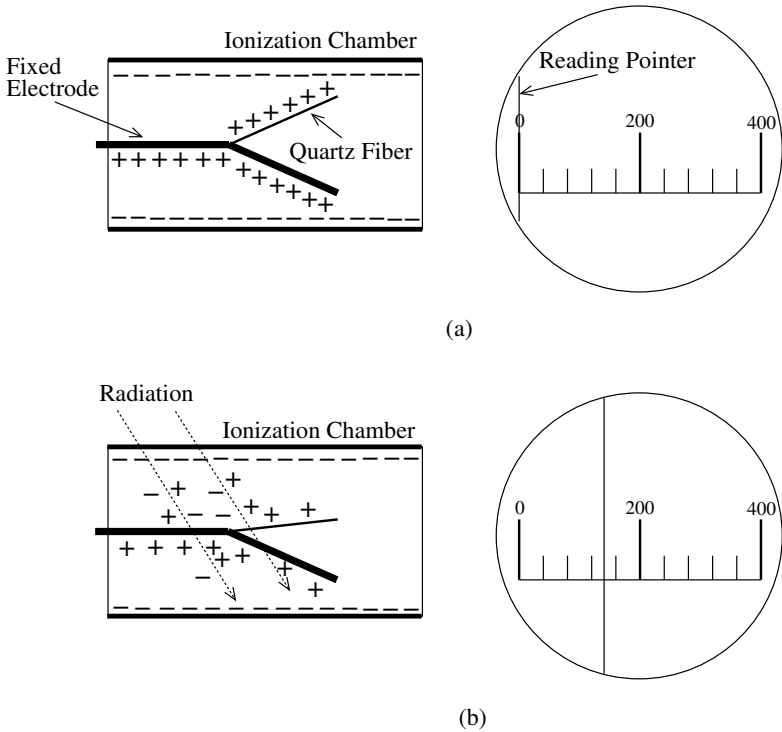 Ionization Chamber
Fixed
Electrode
Quartz Fiber
Reading Pointer
0
200
400
(a)
Radiation
Ionization Chamber
0
200
400
(b)